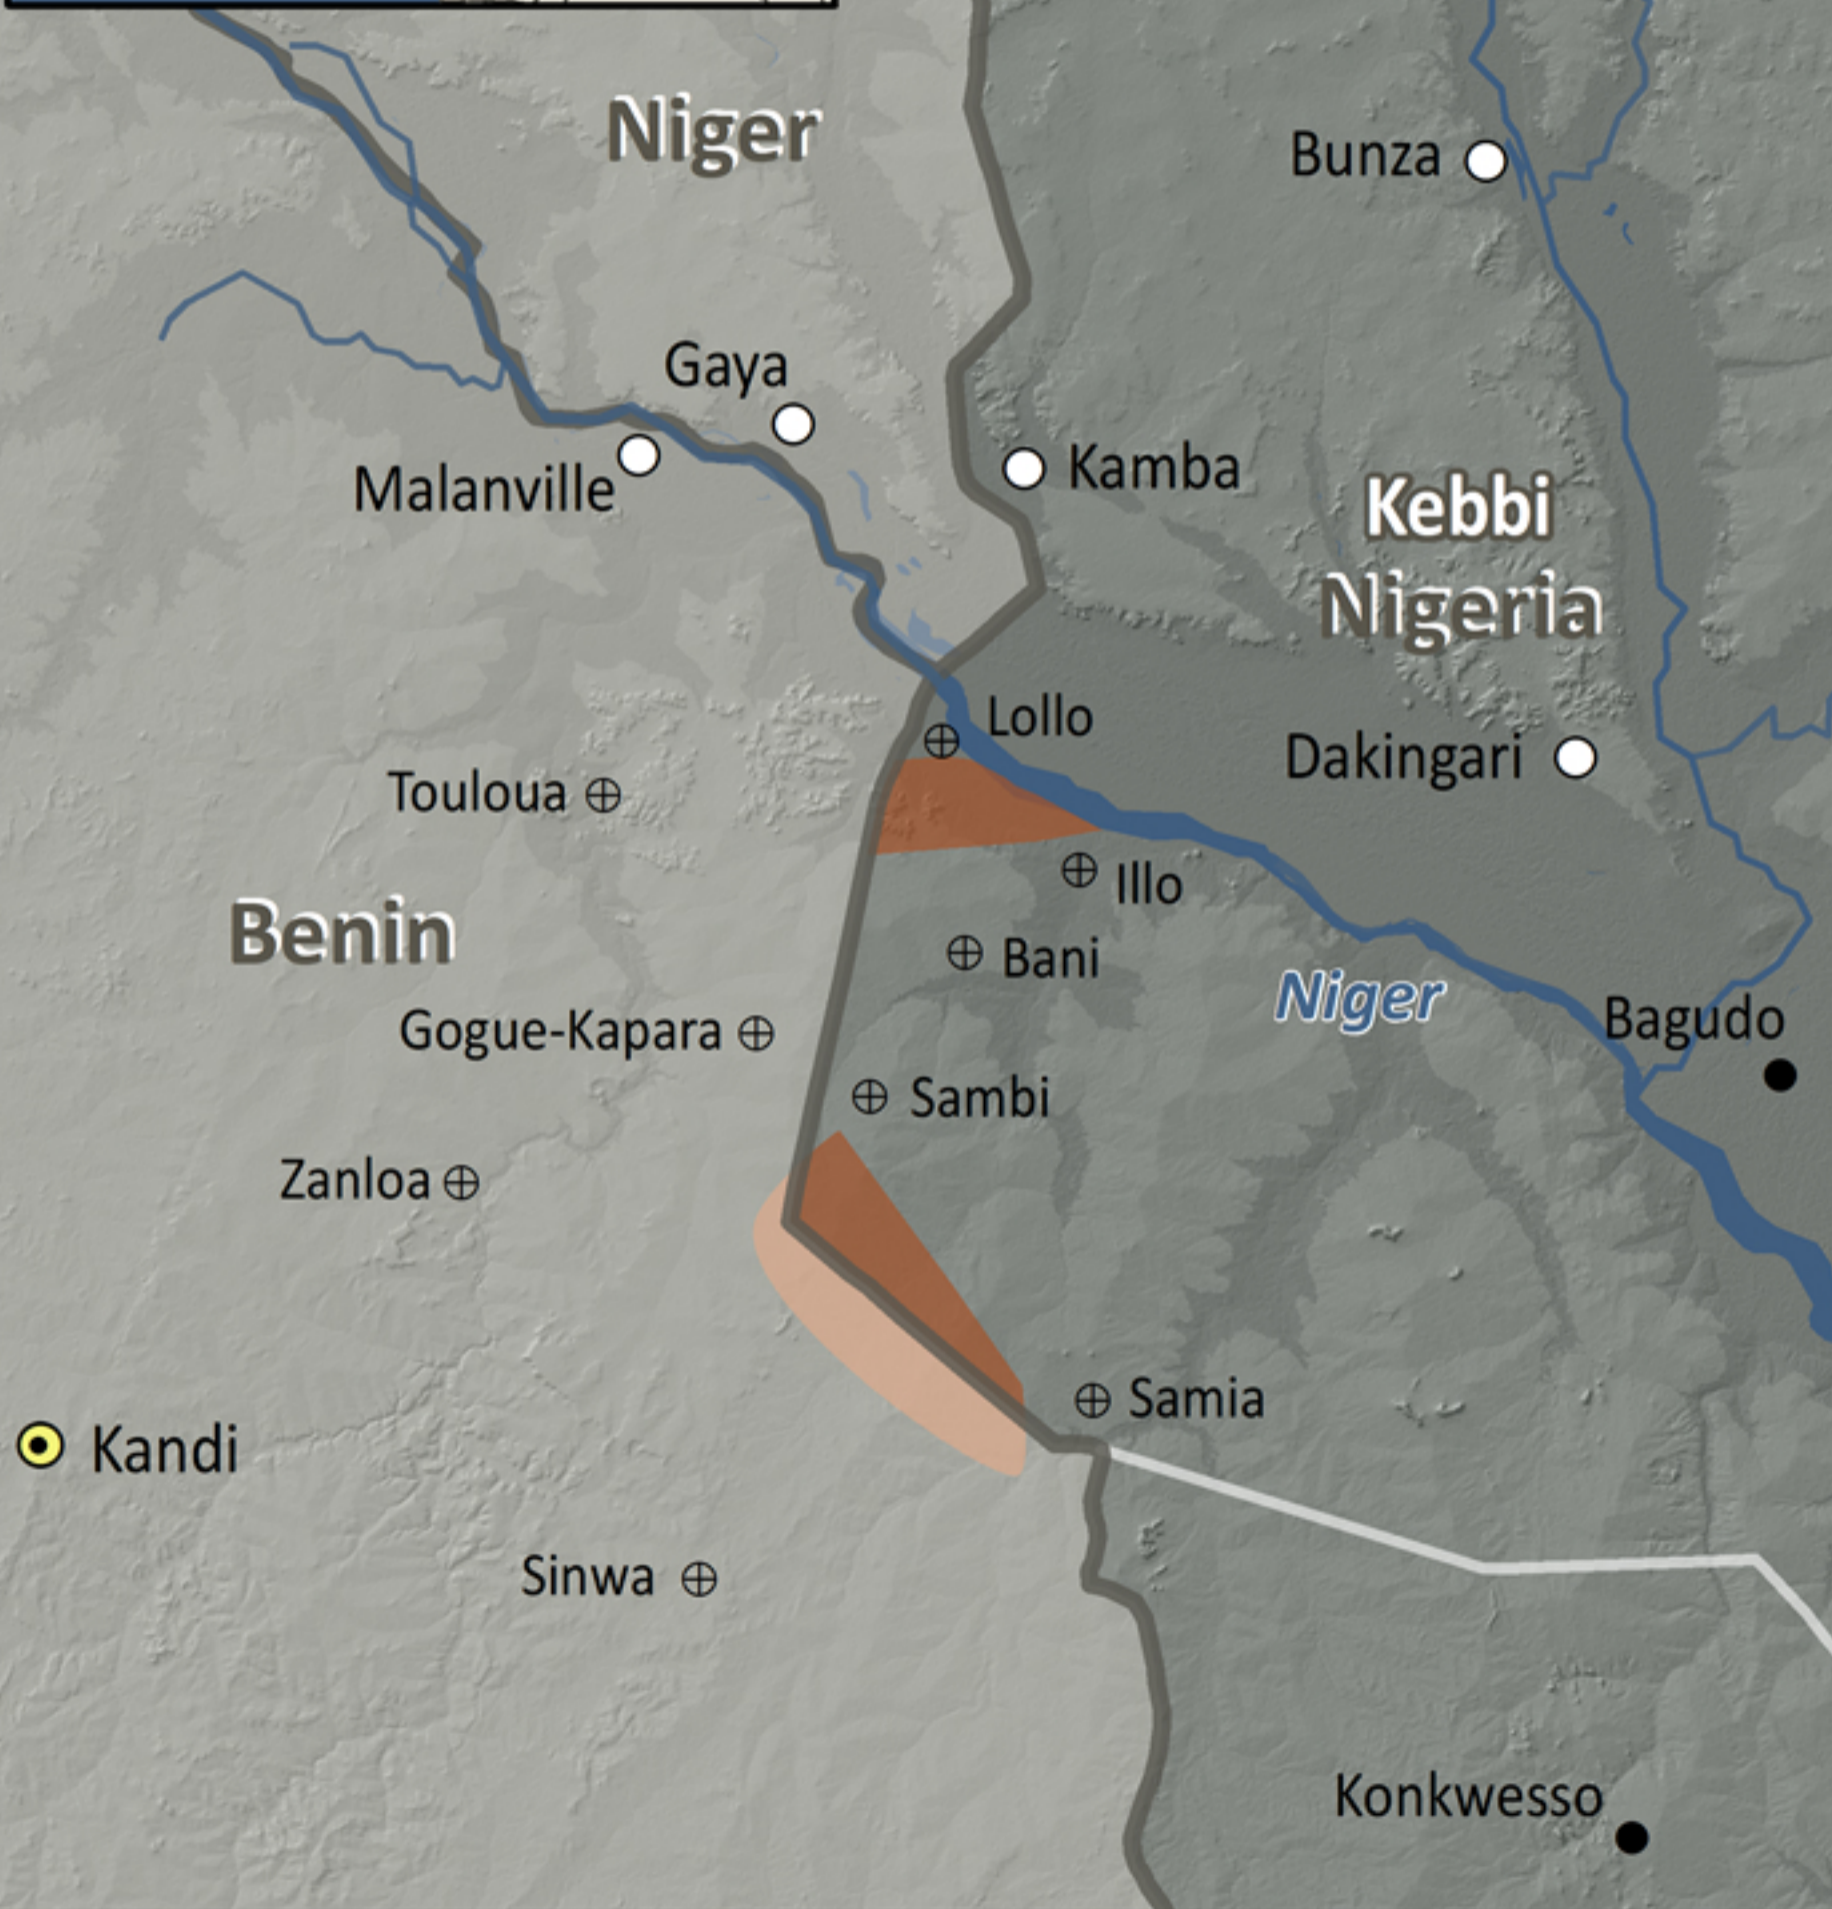 Niger
Bunza
Gaya
Malanville
Kamba
Kebbi
Nigeria
Lollo
Dakingari
Touloua
Illo
Benin
Bani
Niger
Bagudo
Gogue-Kapara
Sambi
Zanloa
Samia
Kandi
Sinwa
Konkwesso